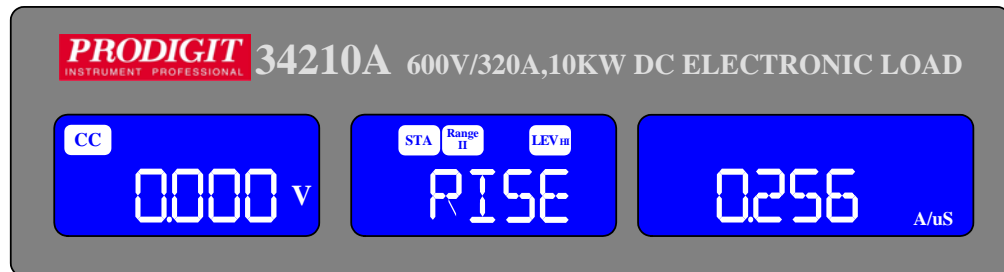 PRODIGIT
INSTRUMENT PROFESSIONAL
34210A 600V/320A,10KW DC ELECTRONIC LOAD
CC
0.000 V
STA Range II LEV HI
RISE
0.256 A/uS